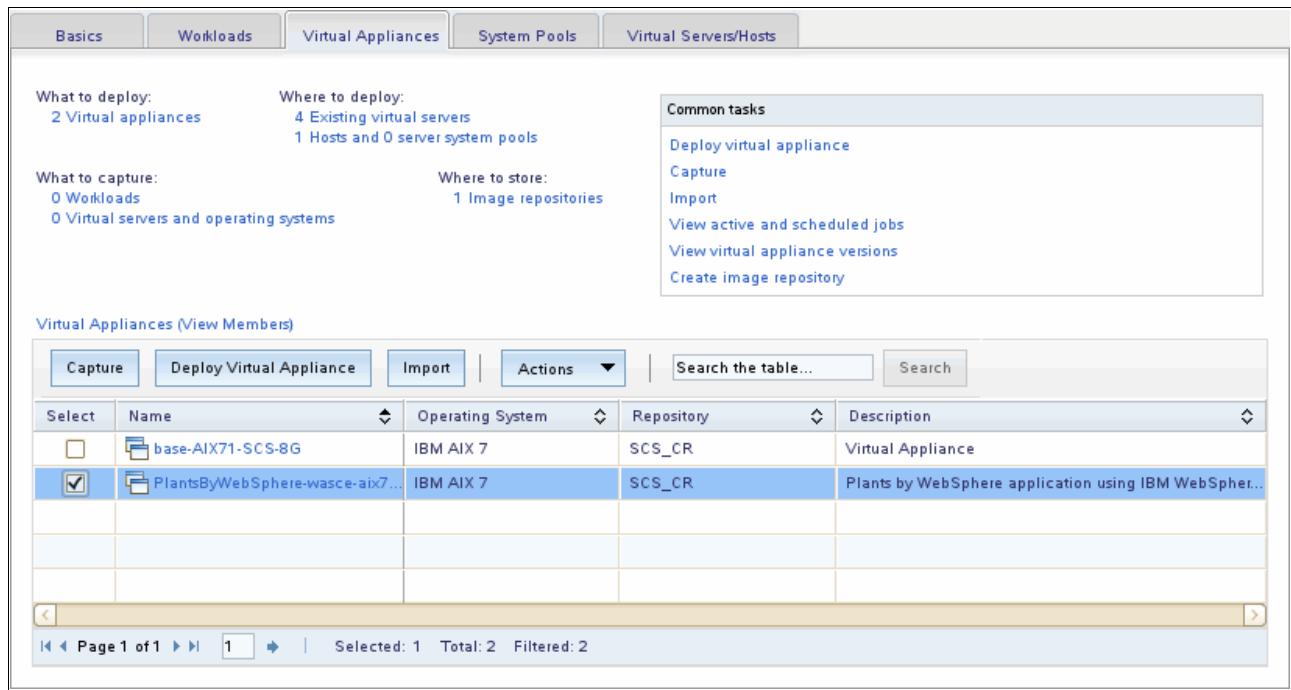 Basics Workloads Virtual Appliances System Pools Virtual Servers/Hosts
What to deploy:
2 Virtual appliances
Where to deploy:
4 Existing virtual servers
1 Hosts and 0 server system pools
What to capture:
0 Workloads
0 Virtual servers and operating systems
Where to store:
1 Image repositories
Common tasks
Deploy virtual appliance
Capture
Import
View active and scheduled jobs
View virtual appliance versions
Create image repository
Virtual Appliances (View Members)
Capture Deploy Virtual Appliance Import Actions Search the table... Search
Select Name Operating System Repository Description
base-AIX71-SCS-8G IBM AIX 7 SCS_CR Virtual Appliance
PlantsByWebSphere-wasce-aix7... IBM AIX 7 SCS_CR Plants by WebSphere application using IBM WebSpher...
Page 1 of 1 1 Selected: 1 Total: 2 Filtered: 2